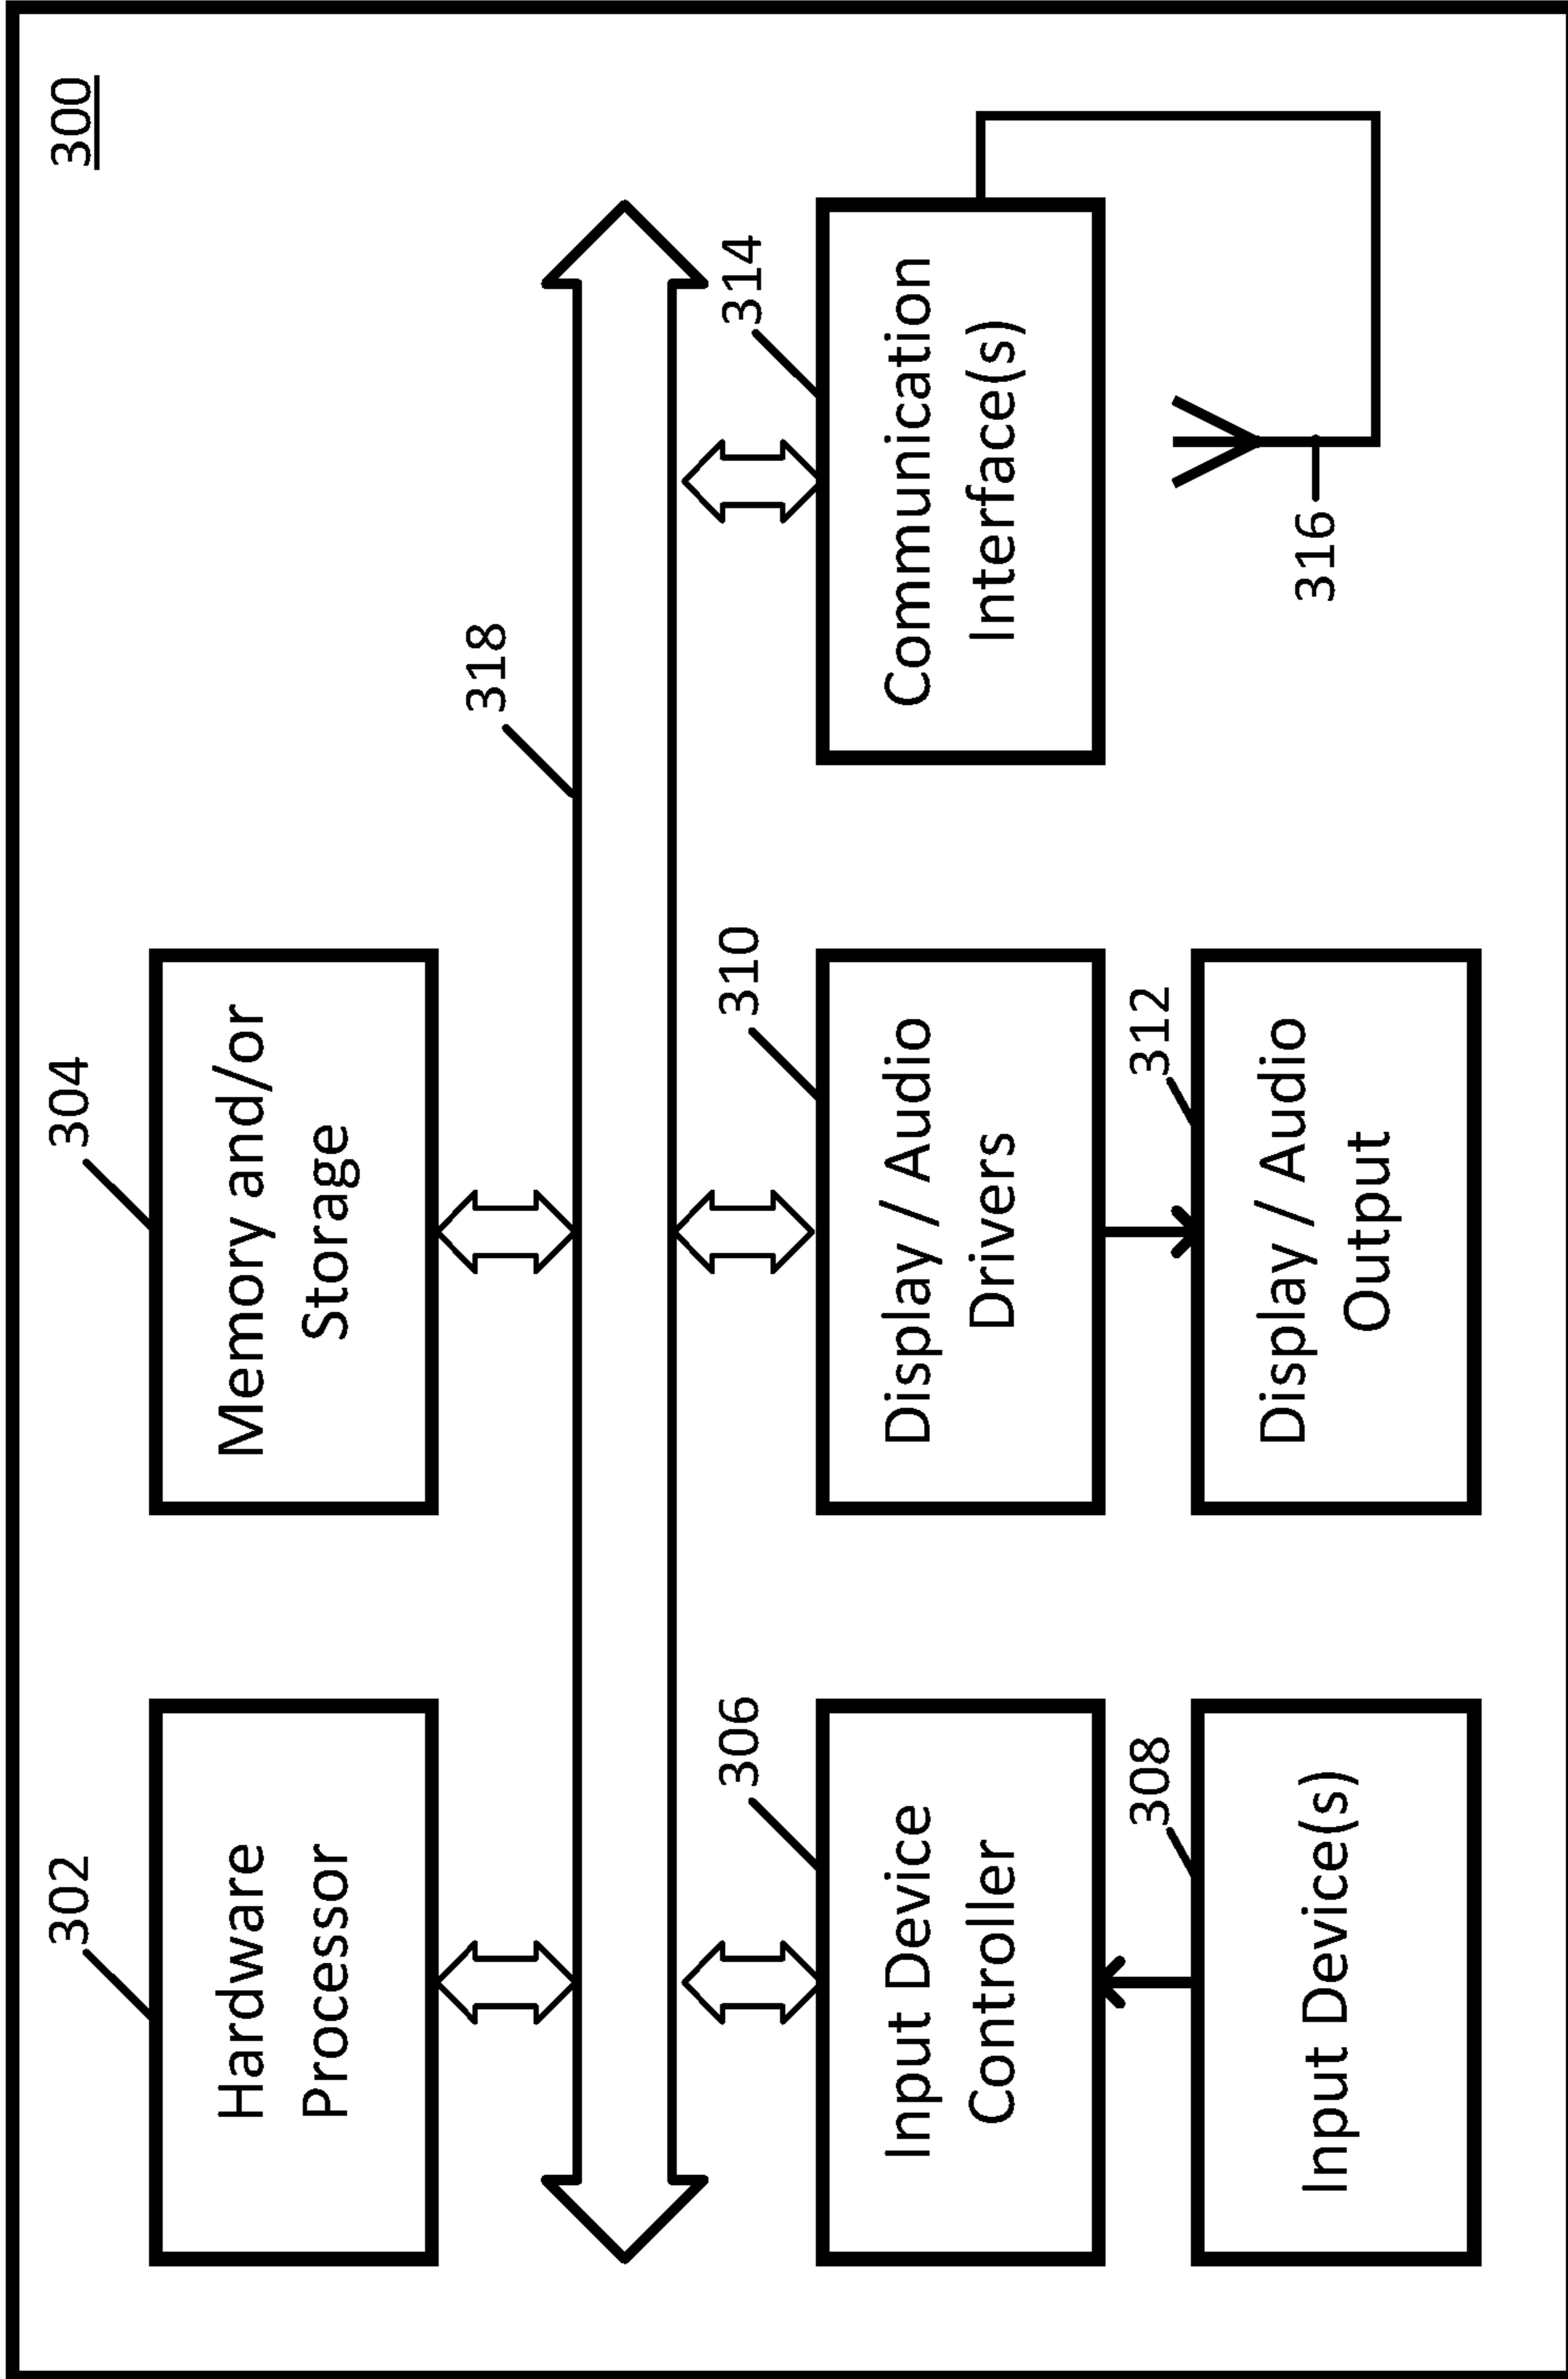 300
302
Hardware
Processor
304
Memory and/or
Storage
318
306
Input Device
Controller
310
Display / Audio
Drivers
314
Communication
Interface(s)
308
Input Device(s)
312
Display / Audio
Output
316